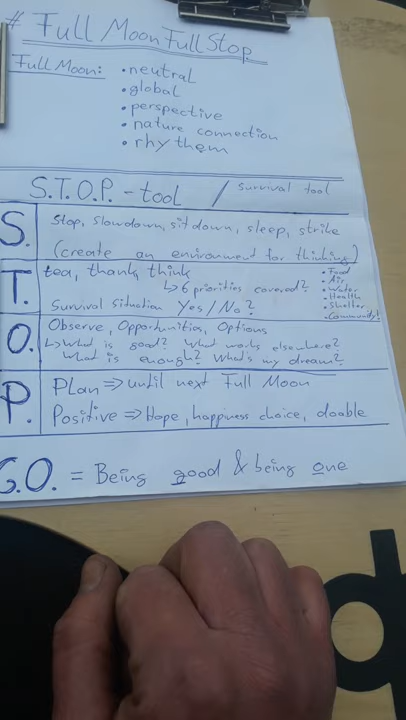 # Full Moon Full Stop
Full Moon: • neutral
• global
• perspective
• nature connection
• rhy them
S.T.O.P. - tool / survival tool
S. Stop, slowdown, sit down, sleep, strike
(create an environment for thinking)
T. tea, thank, think
↳ 6 priorities covered?
• Food
• Air
• Water
• Health
• Shelter
• Community!
Survival situation Yes/No?
O. Observe, Opportunities, Options
↳ What is good? What works elsewhere?
What is enough? What's my dream?
P. Plan ⇒ until next Full Moon
Positive ⇒ Hope, happiness choice, doable
G.O. = Being good & being one